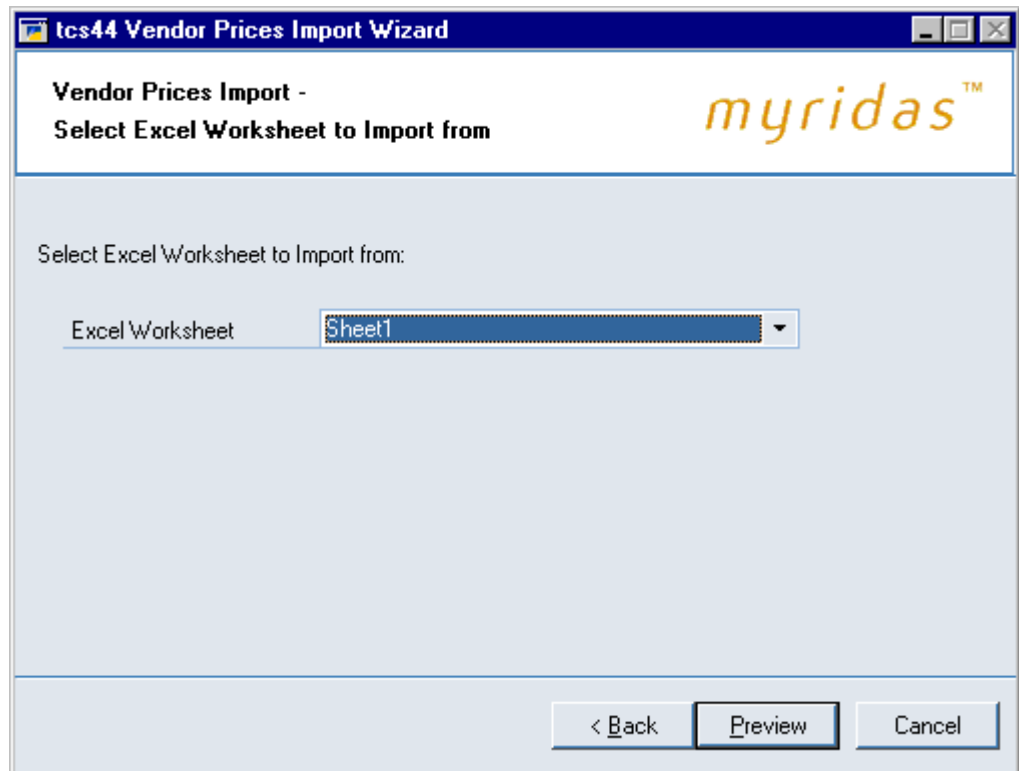 tcs44 Vendor Prices Import Wizard
Vendor Prices Import -
Select Excel Worksheet to Import from
myridas™
Select Excel Worksheet to Import from:
Excel Worksheet Sheet1
< Back Preview Cancel